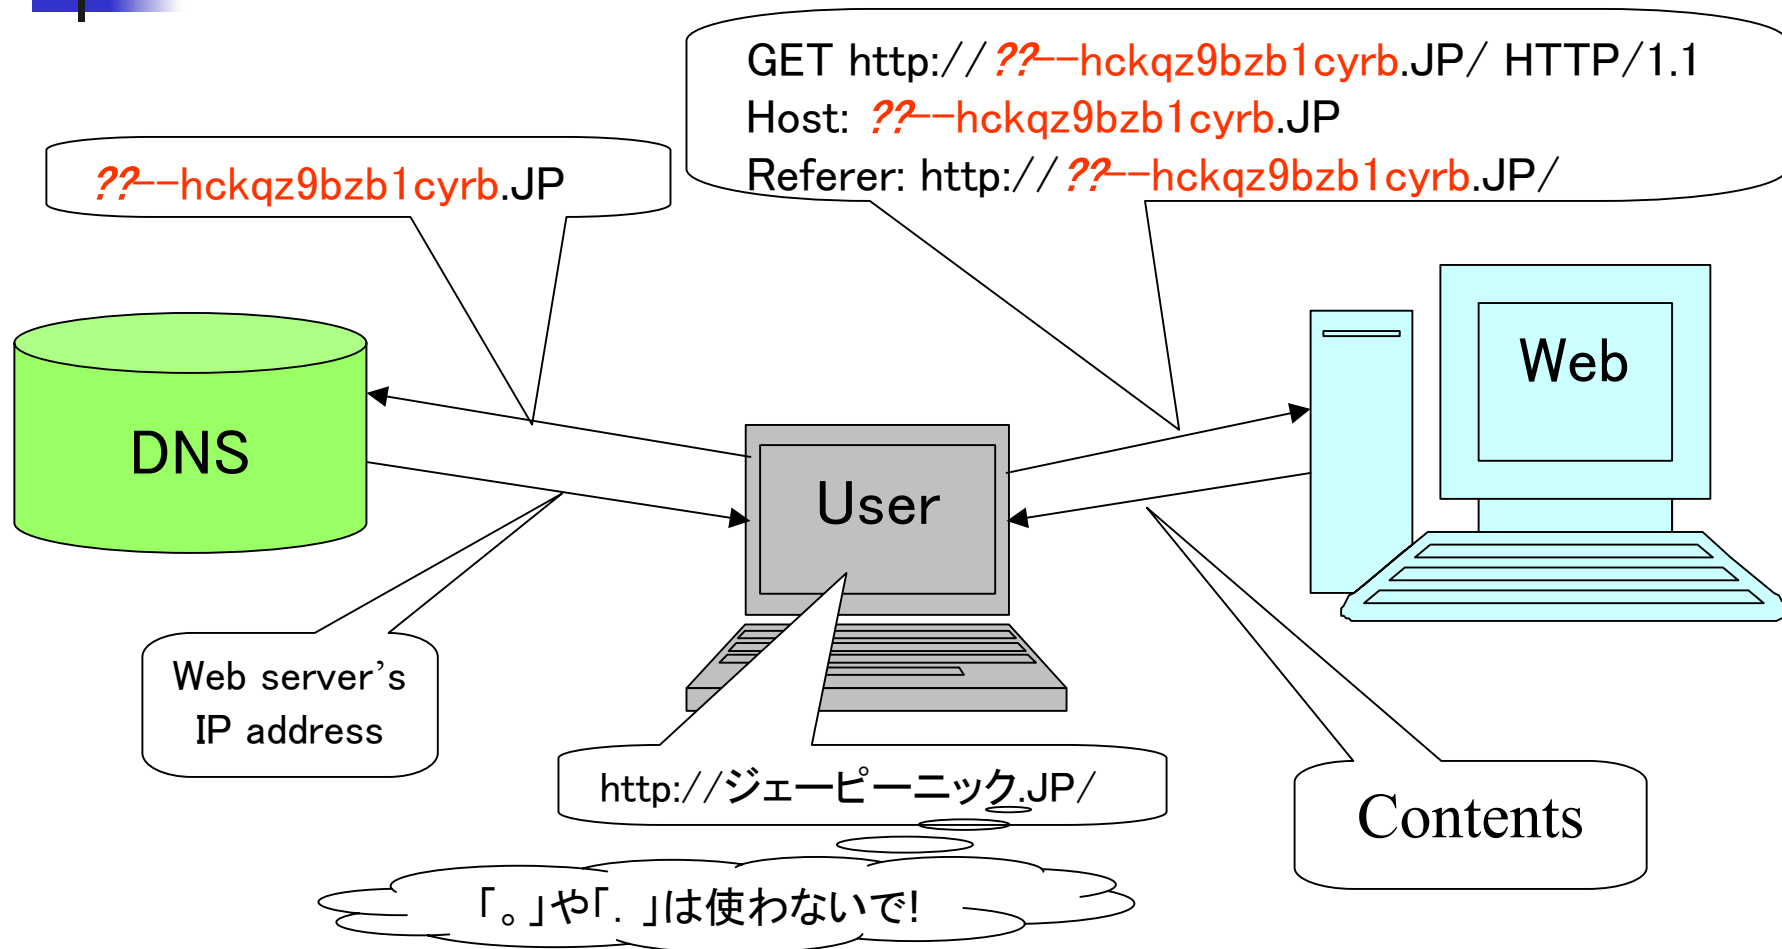 GET http://??--hckqz9bzb1cyrb.JP/ HTTP/1.1
Host: ??--hckqz9bzb1cyrb.JP
Referer: http://??--hckqz9bzb1cyrb.JP/
??--hckqz9bzb1cyrb.JP
DNS
User
Web
Web server's
IP address
http://ジェーピーニック.JP/
Contents
「。」や「．」は使わないで!